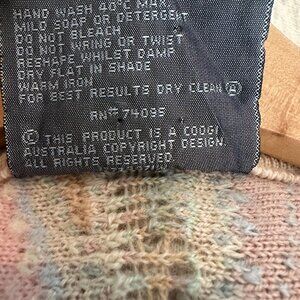 HAND WASH 40°C MAX.
MILD SOAP OR DETERGENT
DO NOT BLEACH
DO NOT WRING OR TWIST
RESHAPE WHILST DAMP
DRY FLAT IN SHADE
WARM IRON
FOR BEST RESULTS DRY CLEAN Ⓐ
RN# 74095
© THIS PRODUCT IS A COOGI
AUSTRALIA COPYRIGHT DESIGN.
ALL RIGHTS RESERVED.